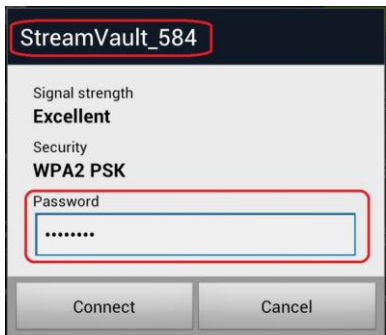 StreamVault_584
Signal strength
Excellent
Security
WPA2 PSK
Password
••••••••
Connect
Cancel